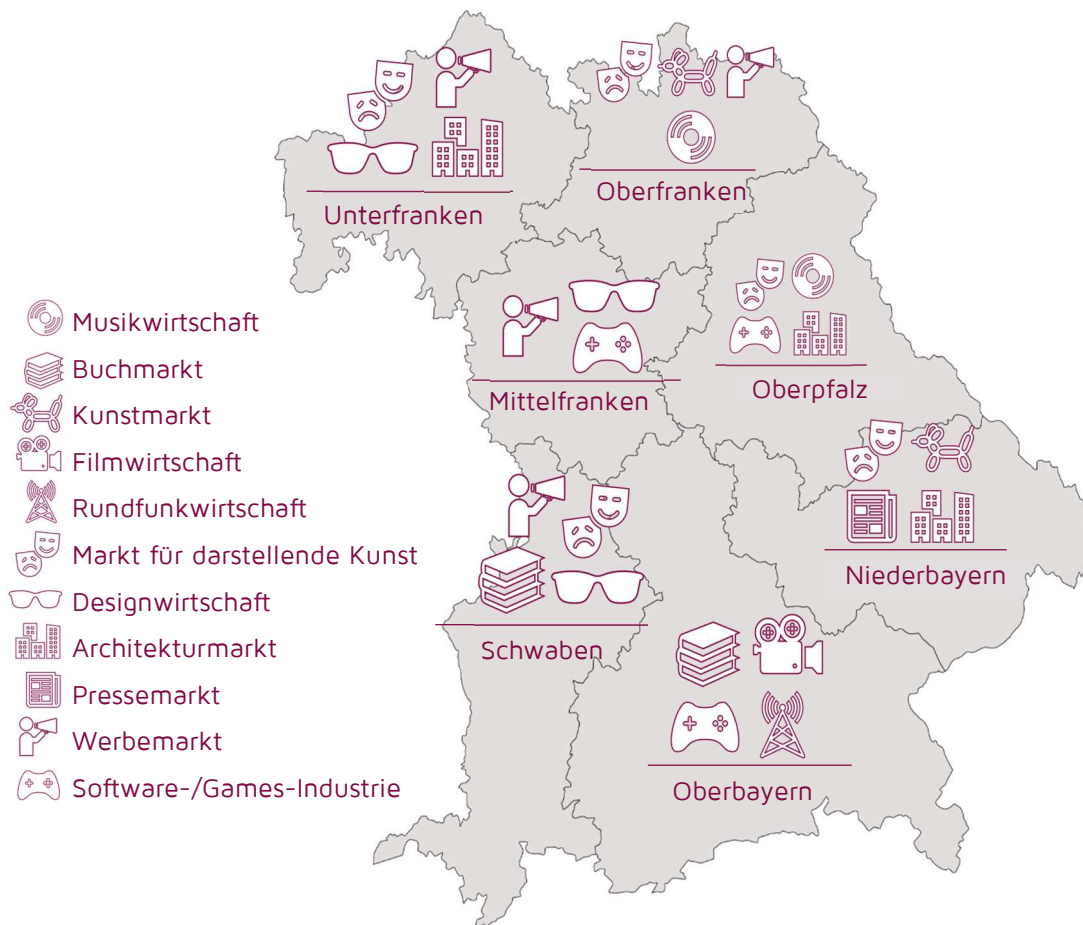 Oberfranken
Unterfranken
Musikwirtschaft
Buchmarkt
Kunstmarkt
Filmwirtschaft
Rundfunkwirtschaft
Markt für darstellende Kunst
Designwirtschaft
Architekturmarkt
Pressemarkt
Werbemarkt
Software-/Games-Industrie
Mittelfranken
Oberpfalz
Niederbayern
Schwaben
Oberbayern